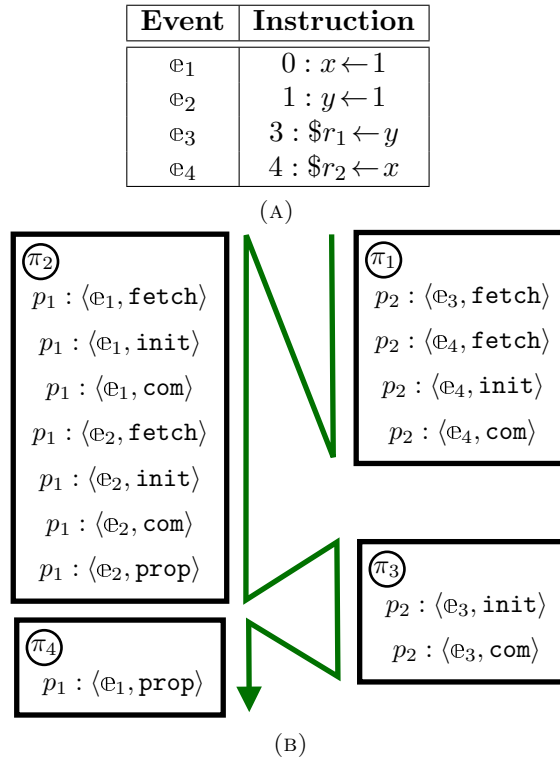 Event Instruction
𝕖₁ 0 : x ← 1
𝕖₂ 1 : y ← 1
𝕖₃ 3 : $r₁ ← y
𝕖₄ 4 : $r₂ ← x
(A)
π₂
p₁ : ⟨𝕖₁, fetch⟩
p₁ : ⟨𝕖₁, init⟩
p₁ : ⟨𝕖₁, com⟩
p₁ : ⟨𝕖₂, fetch⟩
p₁ : ⟨𝕖₂, init⟩
p₁ : ⟨𝕖₂, com⟩
p₁ : ⟨𝕖₂, prop⟩
π₁
p₂ : ⟨𝕖₃, fetch⟩
p₂ : ⟨𝕖₄, fetch⟩
p₂ : ⟨𝕖₄, init⟩
p₂ : ⟨𝕖₄, com⟩
π₃
p₂ : ⟨𝕖₃, init⟩
p₂ : ⟨𝕖₃, com⟩
π₄
p₁ : ⟨𝕖₁, prop⟩
(B)